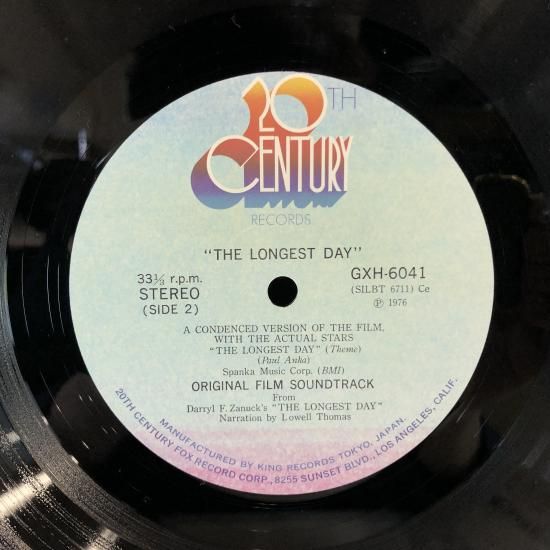 20TH
CENTURY
RECORDS
"THE LONGEST DAY"
33⅓ r.p.m.
STEREO
(SIDE 2)
GXH-6041
(SILBT 6711) Ce
Ⓟ 1976
A CONDENCED VERSION OF THE FILM,
WITH THE ACTUAL STARS
"THE LONGEST DAY" (Theme)
(Paul Anka)
Spanka Music Corp. (BMI)
ORIGINAL FILM SOUNDTRACK
From
Darryl F. Zanuck's "THE LONGEST DAY"
Narration by Lowell Thomas
MANUFACTURED BY KING RECORDS TOKYO, JAPAN.
20TH CENTURY FOX RECORD CORP., 8255 SUNSET BLVD., LOS ANGELES, CALIF.